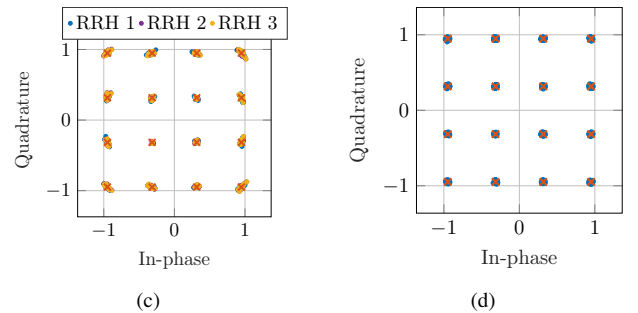 RRH 1 RRH 2 RRH 3
1
0
−1
Quadrature
−1 0 1
In-phase
(c)
1
0
−1
Quadrature
−1 0 1
In-phase
(d)